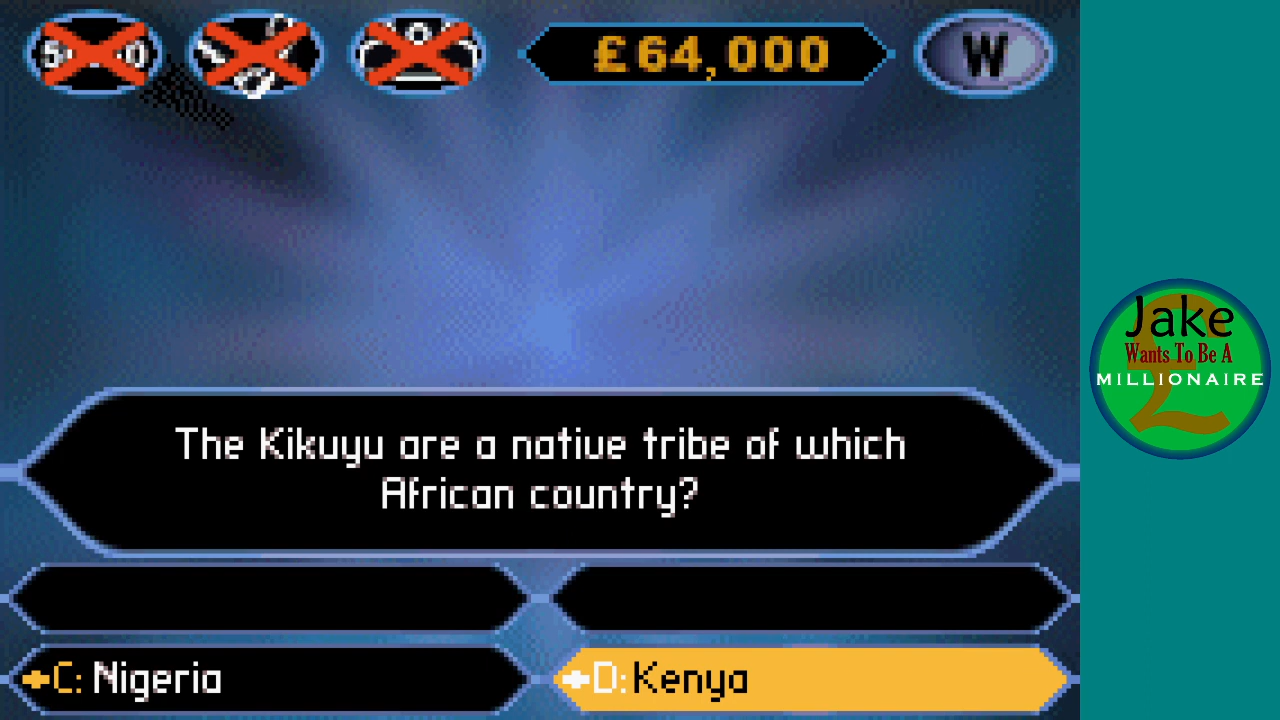 £64,000
W
The Kikuyu are a native tribe of which
African country?
C: Nigeria
D: Kenya
Jake
Wants To Be A
MILLIONAIRE